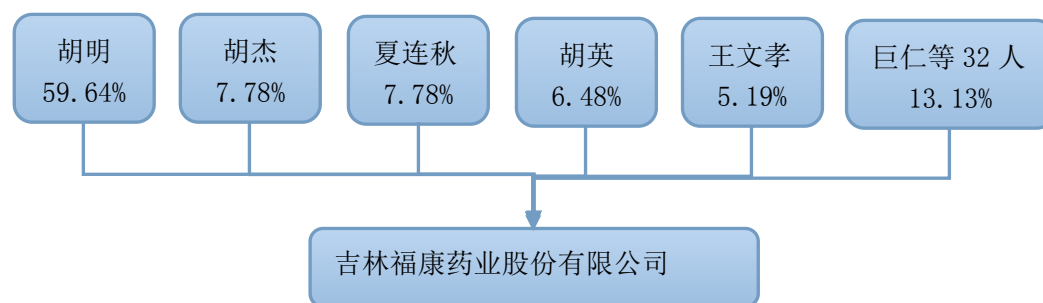 胡明
59.64%
胡杰
7.78%
夏连秋
7.78%
胡英
6.48%
王文孝
5.19%
巨仁等 32 人
13.13%
吉林福康药业股份有限公司